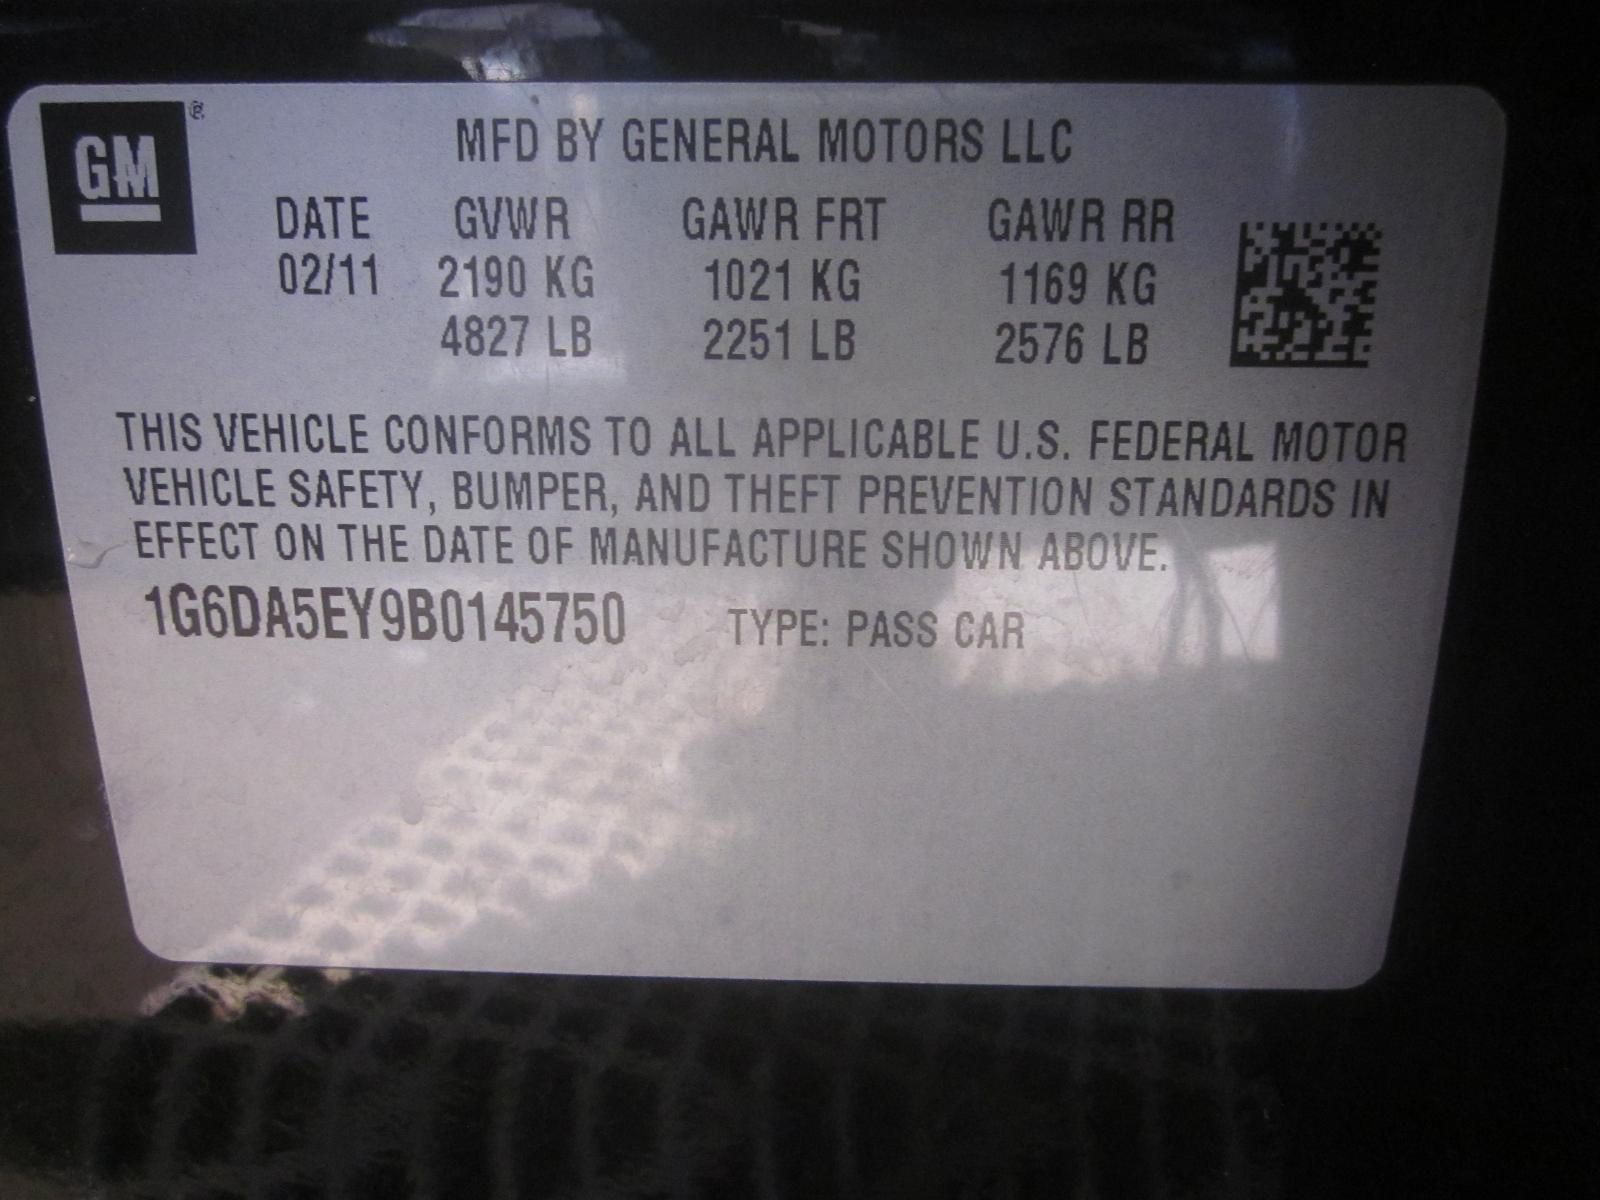 GM ®
MFD BY GENERAL MOTORS LLC
DATE GVWR GAWR FRT GAWR RR
02/11 2190 KG 1021 KG 1169 KG
4827 LB 2251 LB 2576 LB
THIS VEHICLE CONFORMS TO ALL APPLICABLE U.S. FEDERAL MOTOR
VEHICLE SAFETY, BUMPER, AND THEFT PREVENTION STANDARDS IN
EFFECT ON THE DATE OF MANUFACTURE SHOWN ABOVE.
1G6DA5EY9B0145750 TYPE: PASS CAR